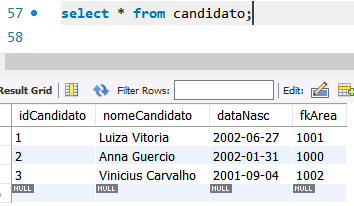 57 select * from candidato;
58
Result Grid Filter Rows: Edit:
idCandidato nomeCandidato dataNasc fkArea
1 Luiza Vitoria 2002-06-27 1001
2 Anna Guercio 2002-01-31 1000
3 Vinicius Carvalho 2001-09-04 1002
NULL NULL NULL NULL